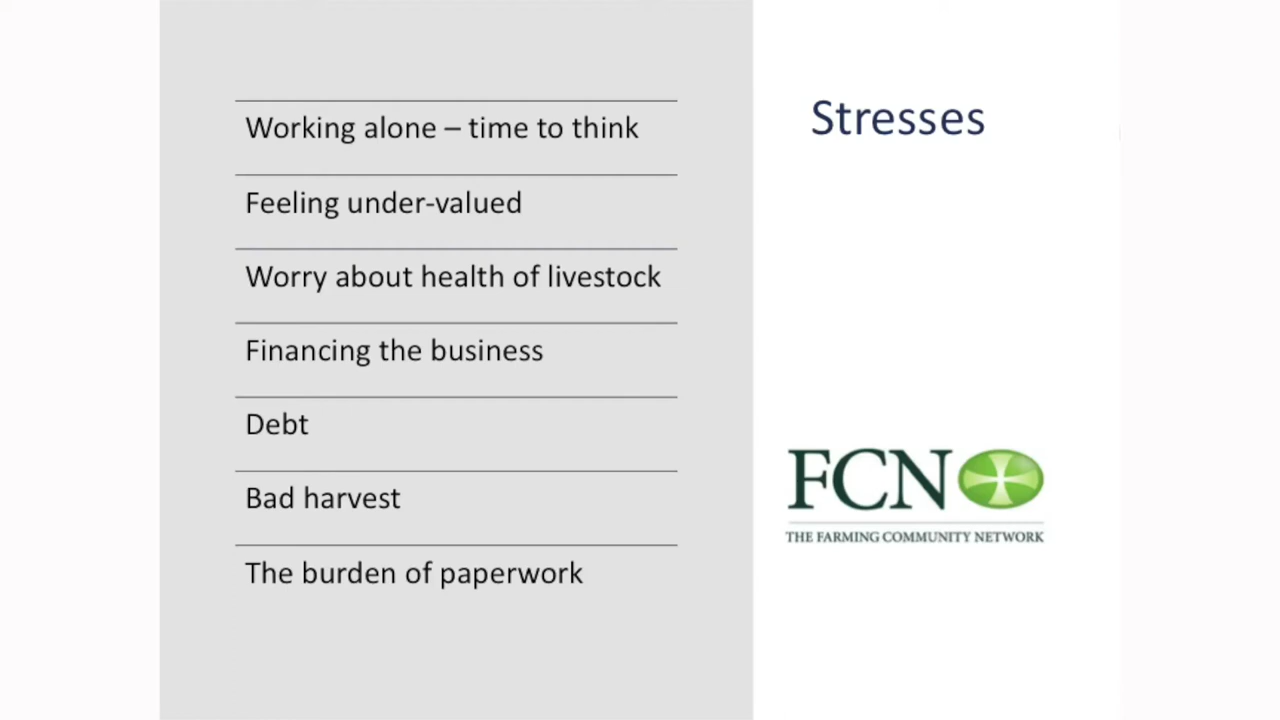 Stresses
Working alone – time to think
Feeling under-valued
Worry about health of livestock
Financing the business
Debt
Bad harvest
The burden of paperwork
FCN
THE FARMING COMMUNITY NETWORK